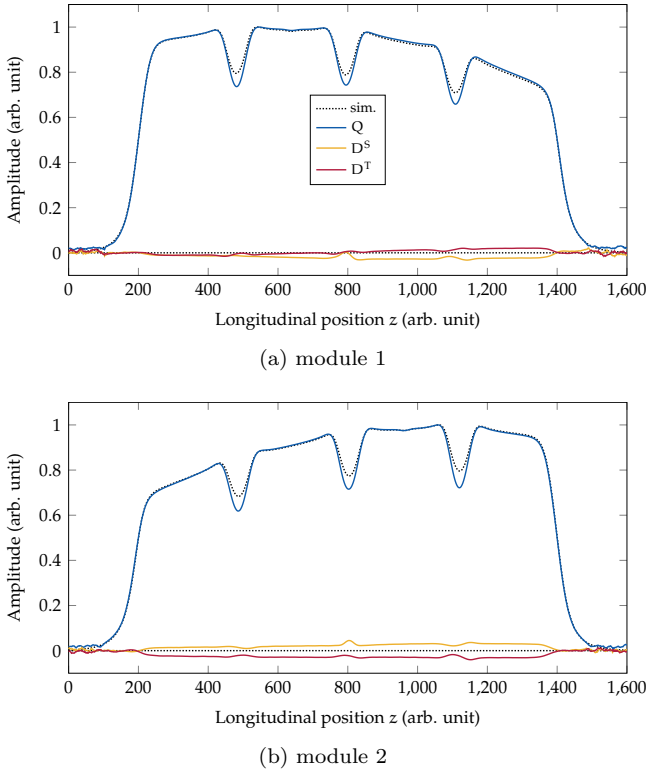 1
0.8
0.6
0.4
0.2
0
Amplitude (arb. unit)
sim.
Q
D^S
D^T
0 200 400 600 800 1,000 1,200 1,400 1,600
Longitudinal position z (arb. unit)
(a) module 1
1
0.8
0.6
0.4
0.2
0
Amplitude (arb. unit)
0 200 400 600 800 1,000 1,200 1,400 1,600
Longitudinal position z (arb. unit)
(b) module 2